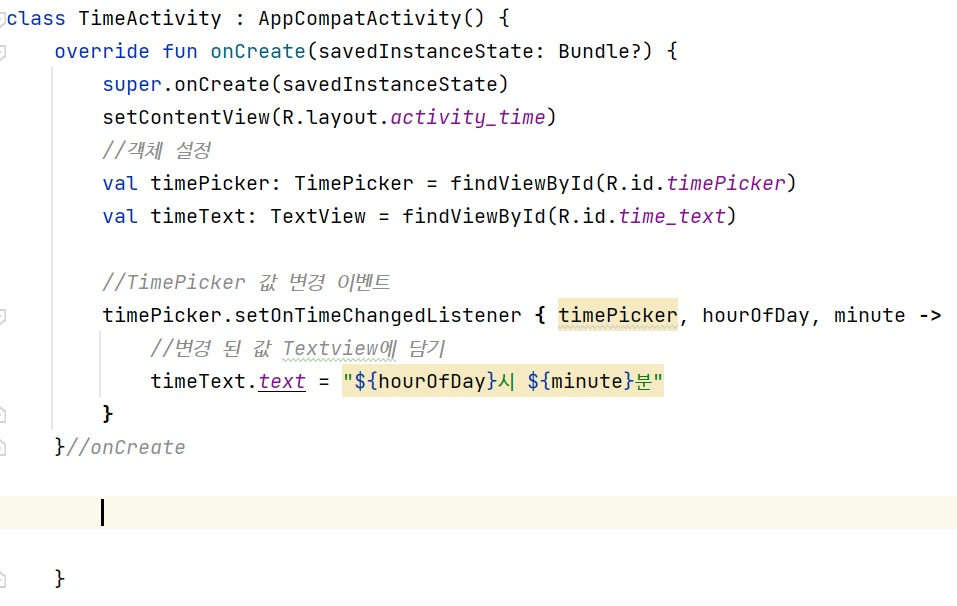 class TimeActivity : AppCompatActivity() {
    override fun onCreate(savedInstanceState: Bundle?) {
        super.onCreate(savedInstanceState)
        setContentView(R.layout.activity_time)
        //객체 설정
        val timePicker: TimePicker = findViewById(R.id.timePicker)
        val timeText: TextView = findViewById(R.id.time_text)

        //TimePicker 값 변경 이벤트
        timePicker.setOnTimeChangedListener { timePicker, hourOfDay, minute ->
            //변경 된 값 Textview에 담기
            timeText.text = "${hourOfDay}시 ${minute}분"
        }
    }//onCreate

    }